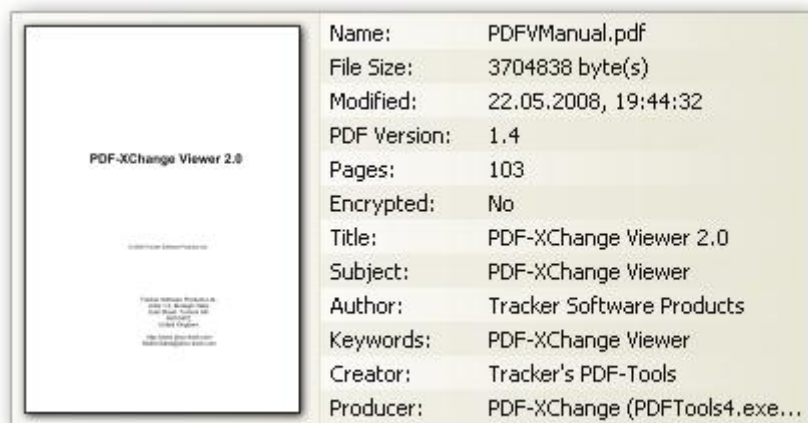 PDF-XChange Viewer 2.0
United Kingdom
Name: PDFVManual.pdf
File Size: 3704838 byte(s)
Modified: 22.05.2008, 19:44:32
PDF Version: 1.4
Pages: 103
Encrypted: No
Title: PDF-XChange Viewer 2.0
Subject: PDF-XChange Viewer
Author: Tracker Software Products
Keywords: PDF-XChange Viewer
Creator: Tracker's PDF-Tools
Producer: PDF-XChange (PDFTools4.exe...